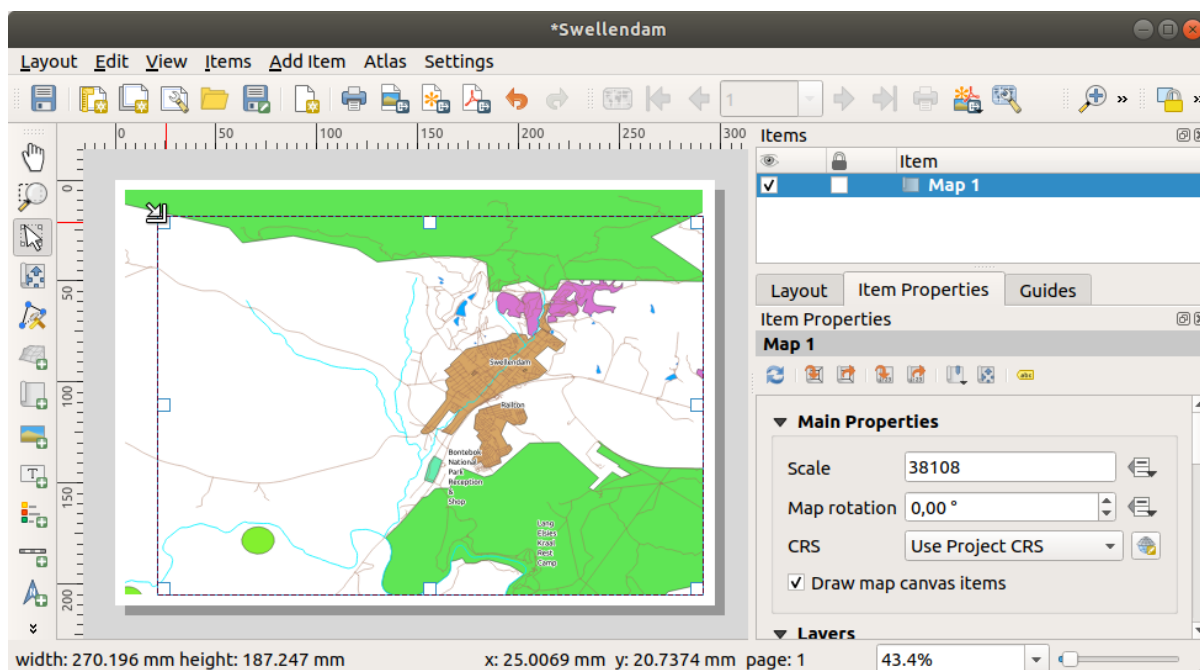 *Swellendam
Layout Edit View Items Add Item Atlas Settings
1
»
»
0 50 100 150 200 250 300
0
50
100
150
200
Swellendam
Railton
Bontebok
National
Park
Reception
&
Shop
Lang
Elsies
Kraal
Rest
Camp
Items
Item
Map 1
Layout Item Properties Guides
Item Properties
Map 1
abc
Main Properties
Scale 38108
Map rotation 0,00 °
CRS Use Project CRS
Draw map canvas items
Layers
width: 270.196 mm height: 187.247 mm x: 25.0069 mm y: 20.7374 mm page: 1 43.4%